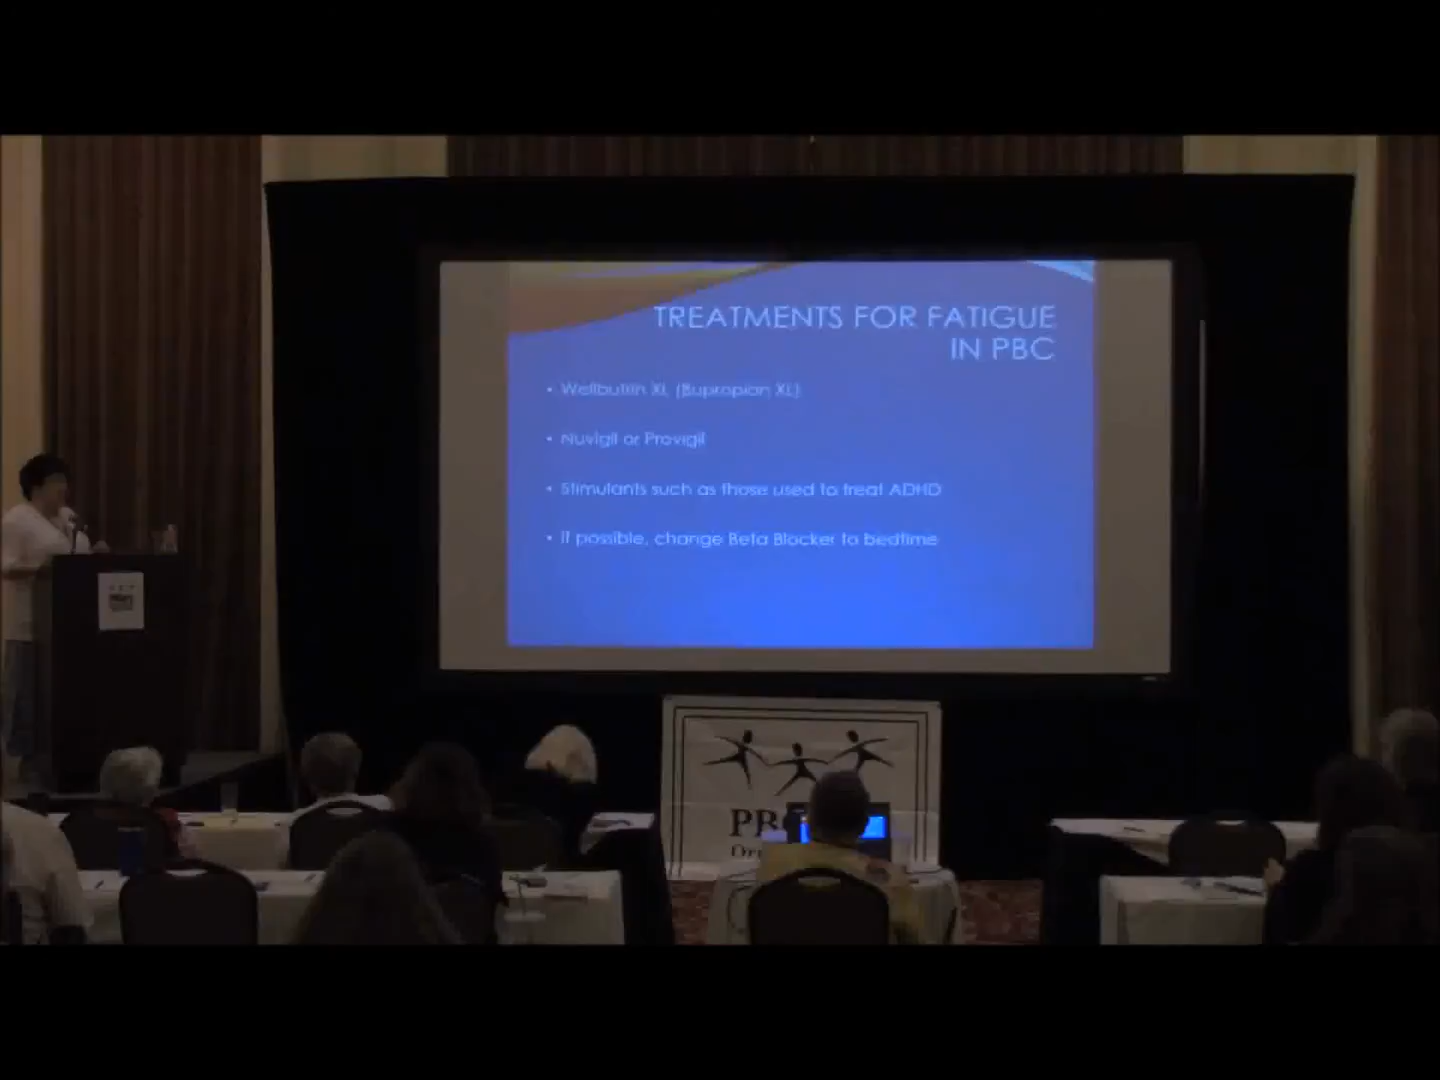 TREATMENTS FOR FATIGUE
IN PBC
• Wellbutrin XL (Bupropion XL)
• Nuvigil or Provigil
• Stimulants such as those used to treat ADHD
• If possible, change Beta Blocker to bedtime